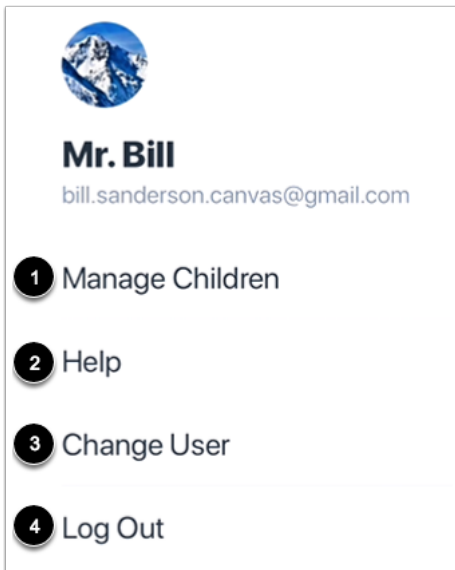 Mr. Bill
bill.sanderson.canvas@gmail.com
1 Manage Children
2 Help
3 Change User
4 Log Out